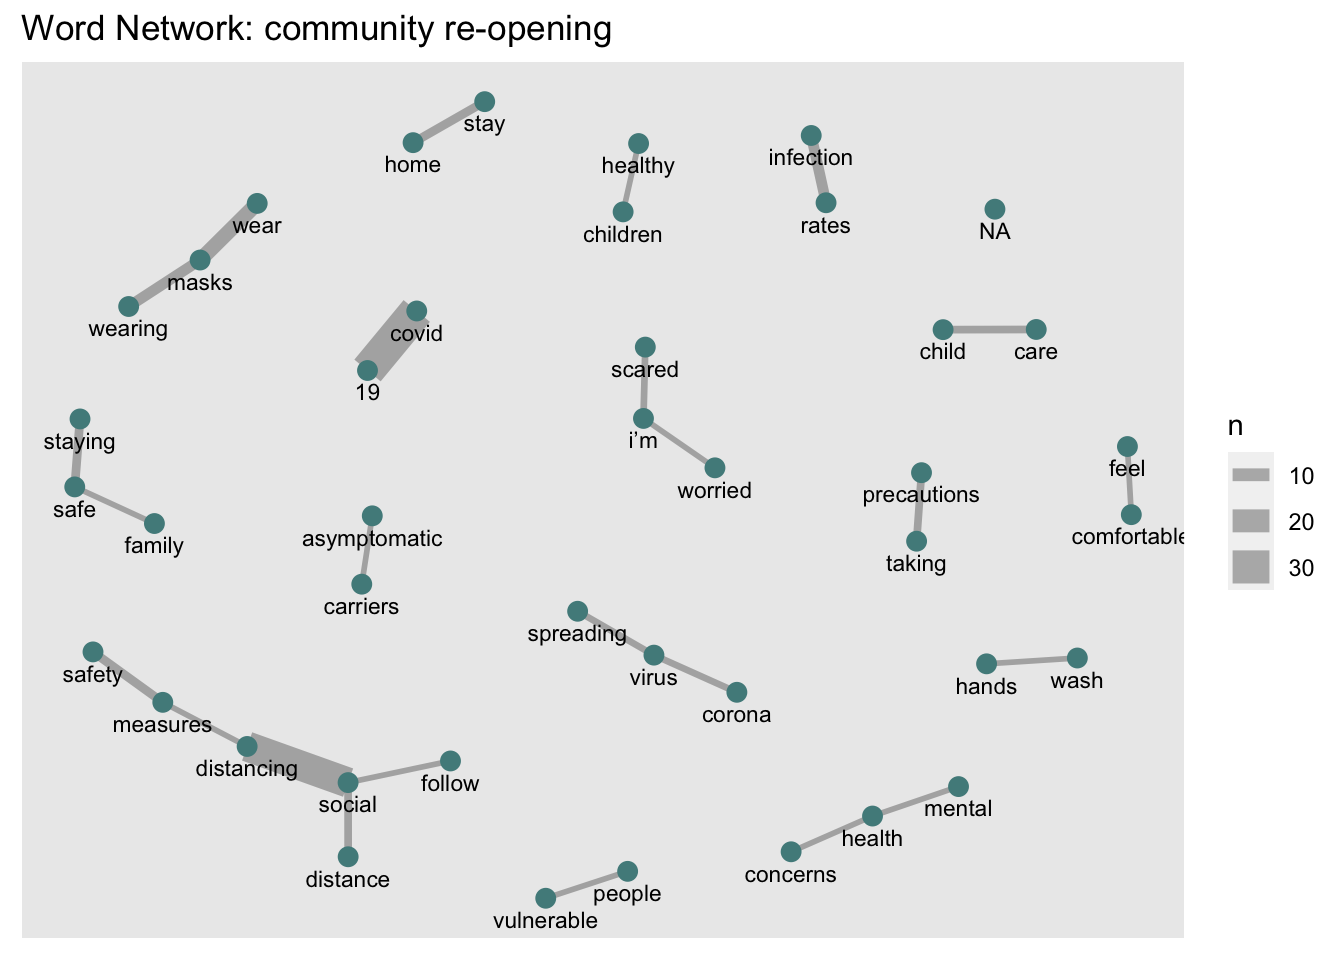 Word Network: community re-opening
stay
home
healthy
infection
children
rates
NA
wear
masks
wearing
covid
19
child
care
scared
i’m
worried
staying
safe
family
feel
comfortable
precautions
taking
asymptomatic
carriers
spreading
virus
corona
safety
measures
distancing
social
follow
distance
hands
wash
mental
health
concerns
people
vulnerable
n
10
20
30